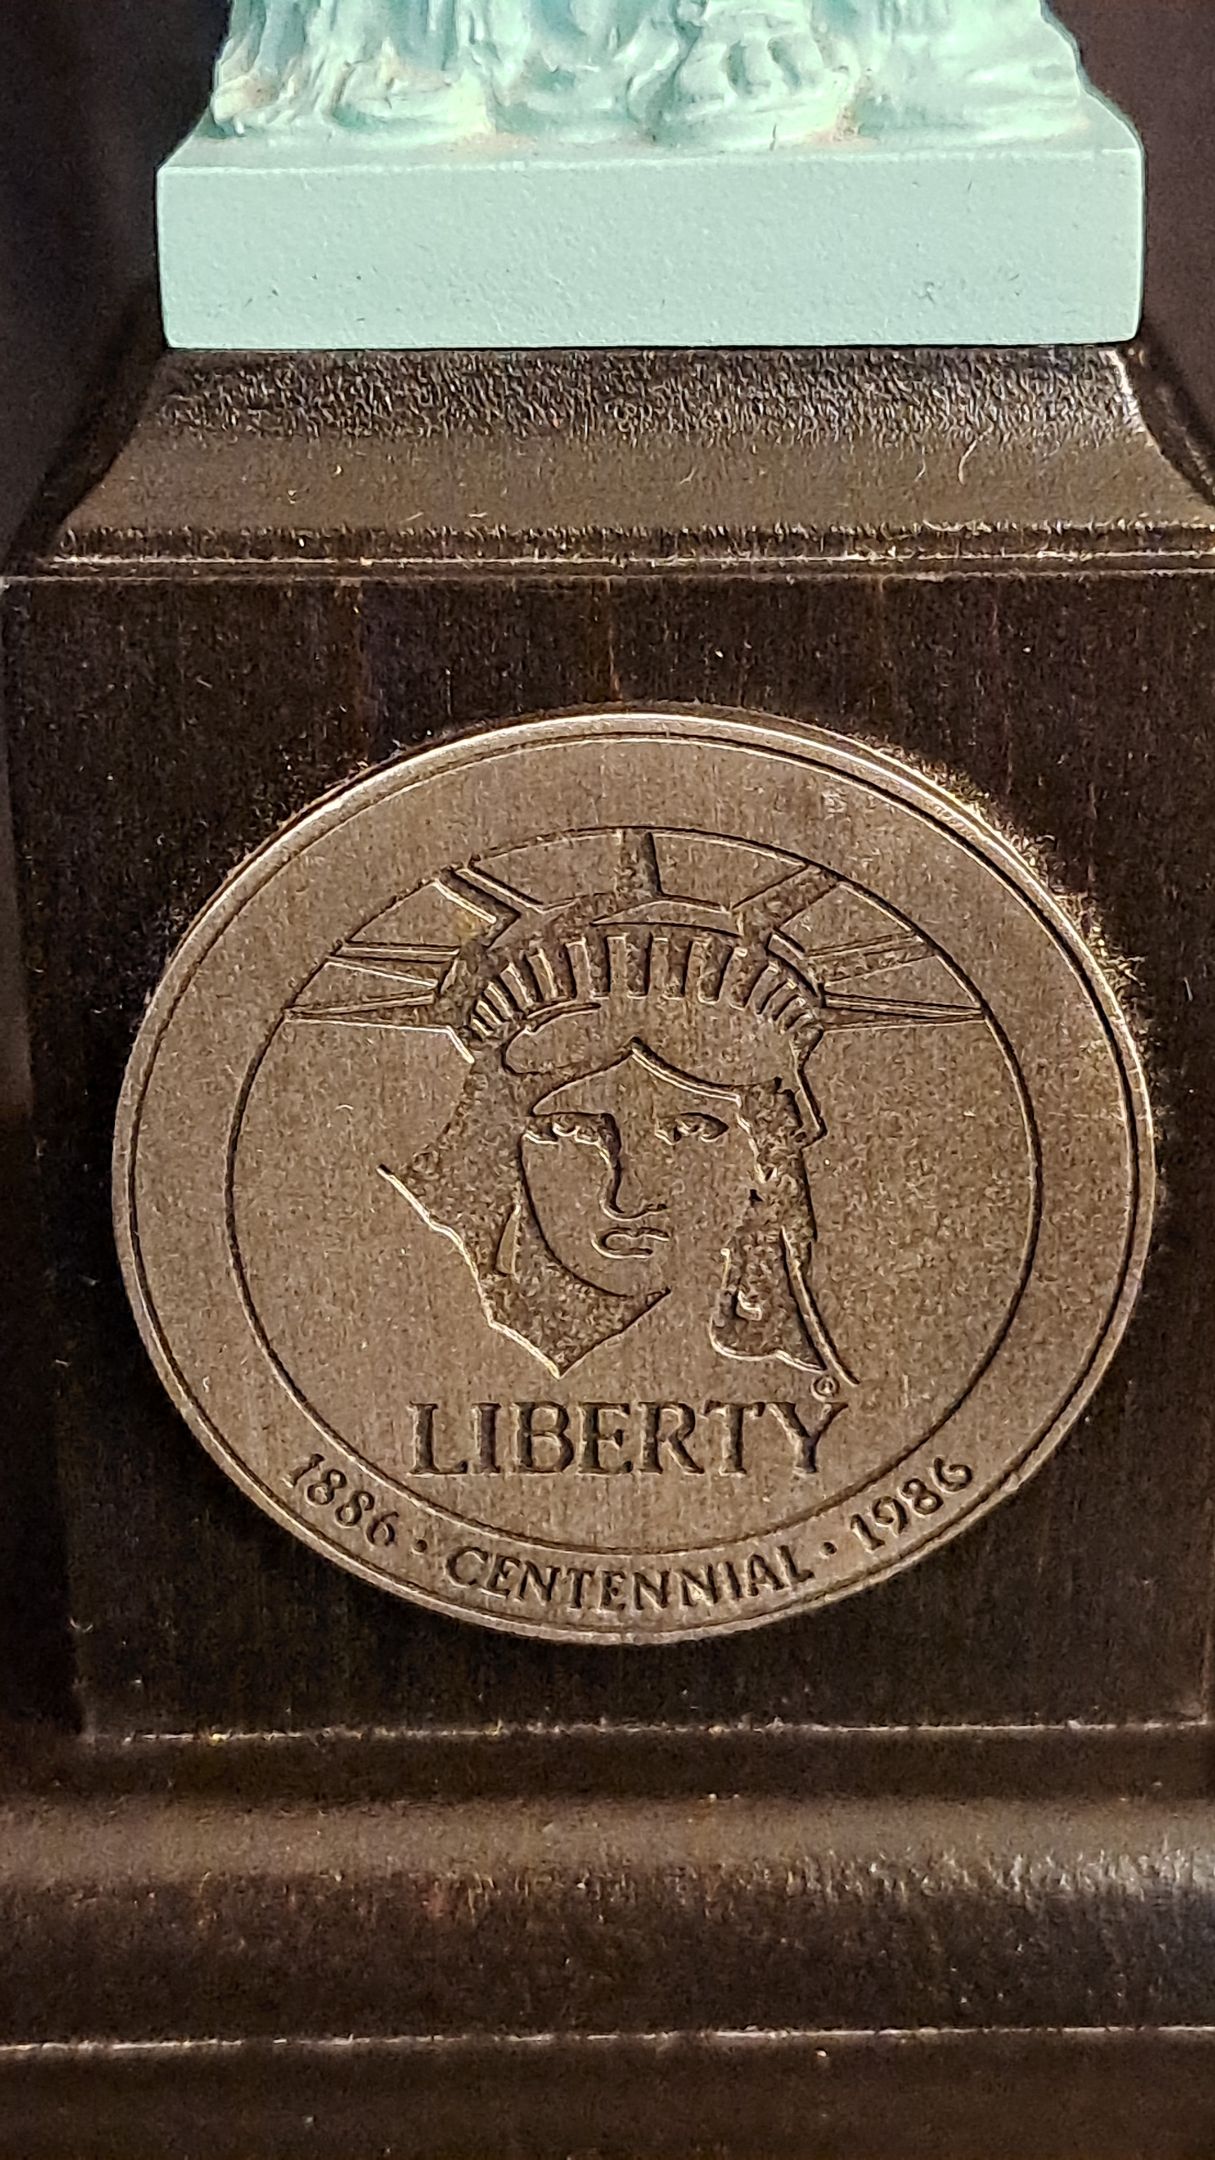 ®
LIBERTY
1886 · CENTENNIAL · 1986